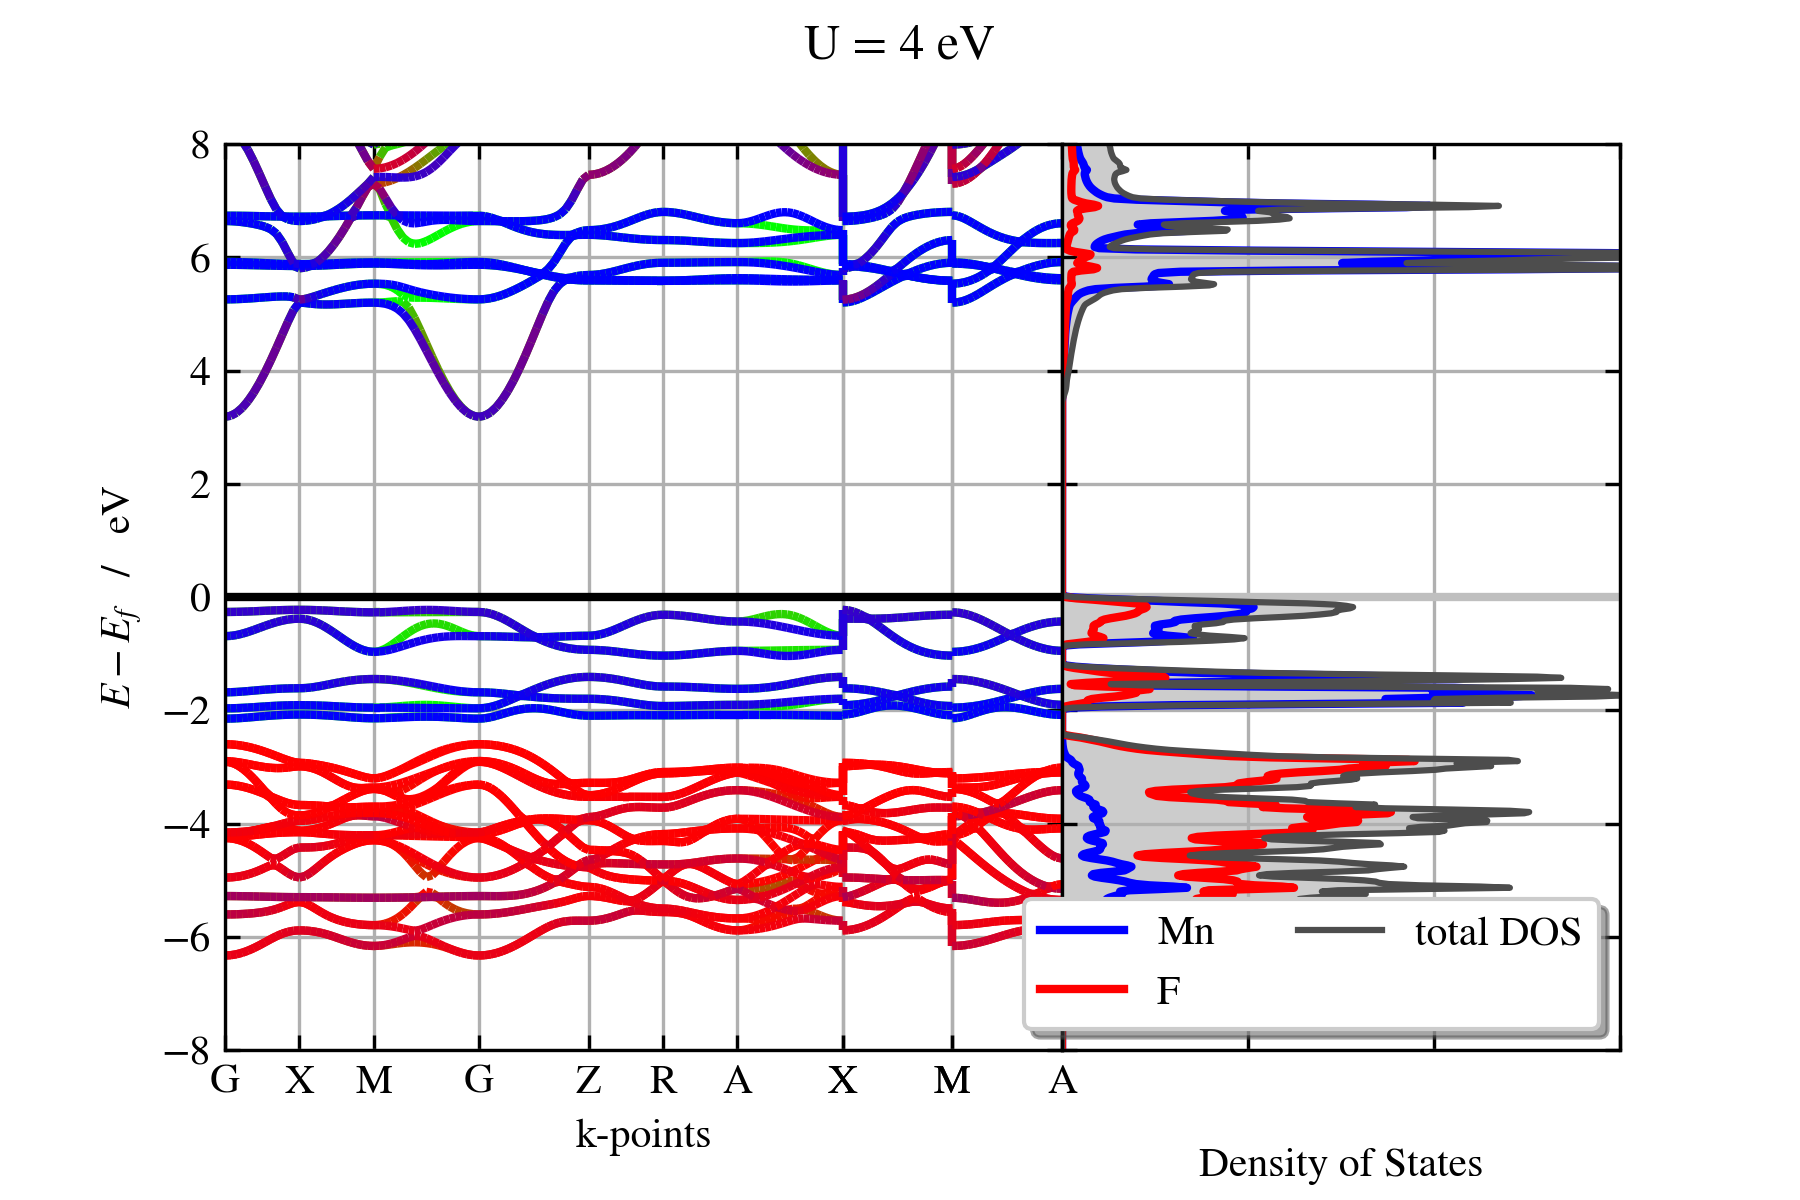 U = 4 eV
8
6
4
2
0
−2
−4
−6
−8
E − E_f / eV
G X M G Z R A X M A
k-points
Mn
F
total DOS
Density of States